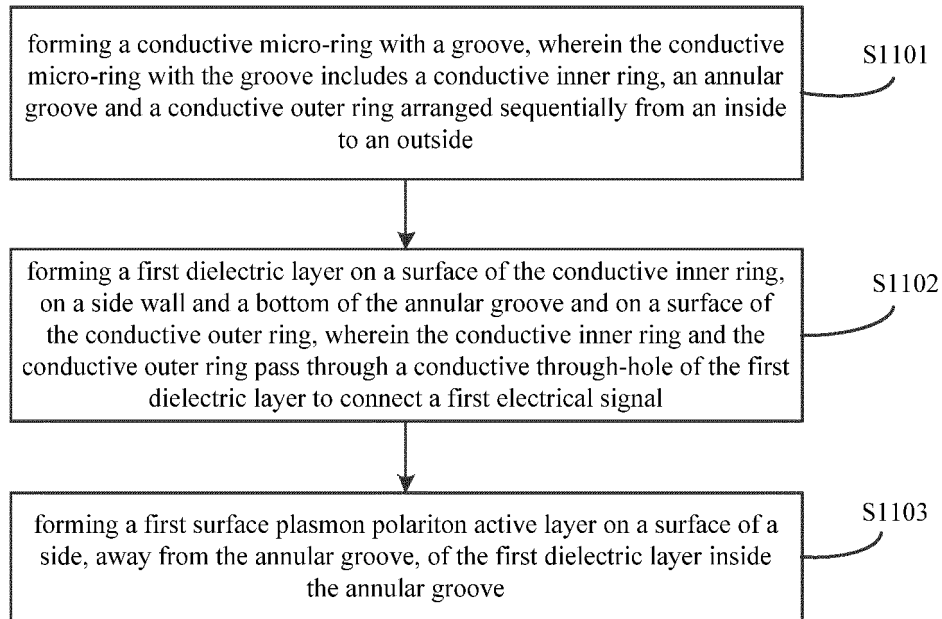 forming a conductive micro-ring with a groove, wherein the conductive
micro-ring with the groove includes a conductive inner ring, an
annular groove and a conductive outer ring arranged sequentially from an inside
to an outside
S1101
forming a first dielectric layer on a surface of the conductive inner ring,
on a side wall and a bottom of the annular groove and on a surface of
the conductive outer ring, wherein the conductive inner ring and the
conductive outer ring pass through a conductive through-hole of the first
dielectric layer to connect a first electrical signal
S1102
forming a first surface plasmon polariton active layer on a surface of a
side, away from the annular groove, of the first dielectric layer inside
the annular groove
S1103